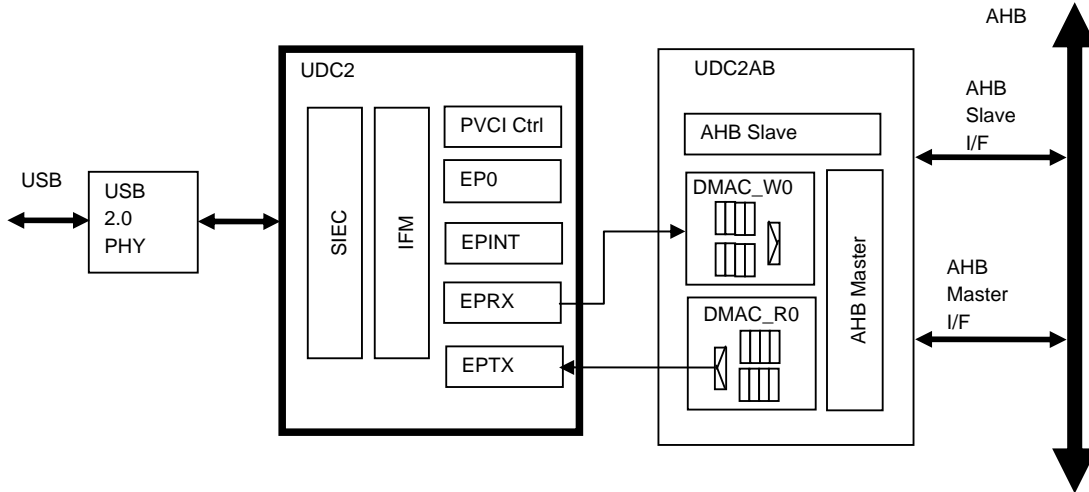 USB
USB
2.0
PHY
UDC2
SIEC
IFM
PVCI Ctrl
EP0
EPINT
EPRX
EPTX
UDC2AB
AHB Slave
DMAC_W0
DMAC_R0
AHB Master
AHB
Slave
I/F
AHB
Master
I/F
AHB